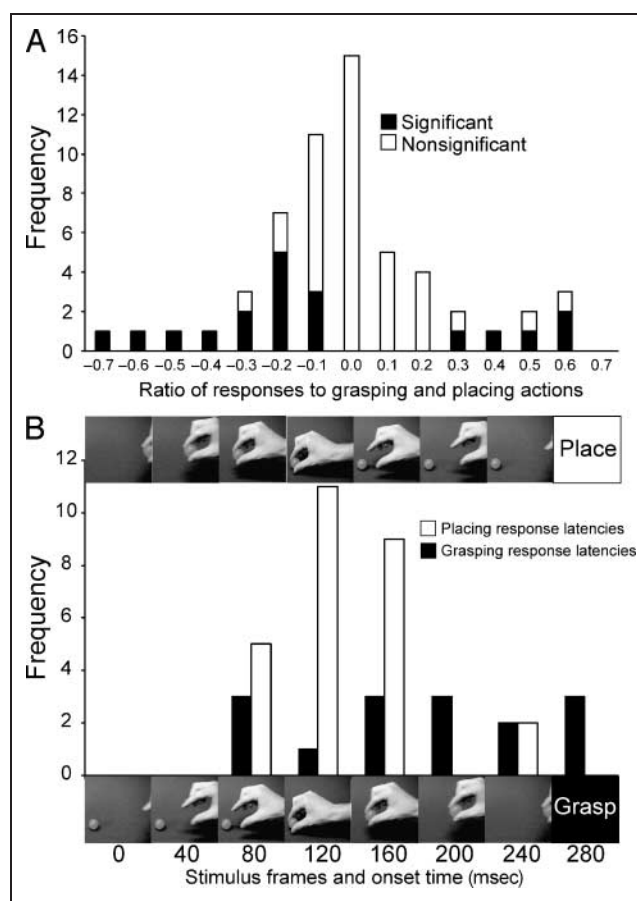 A
16
14
12
10
8
6
4
2
0
Frequency
Significant
Nonsignificant
–0.7 –0.6 –0.5 –0.4 –0.3 –0.2 –0.1 0.0 0.1 0.2 0.3 0.4 0.5 0.6 0.7
Ratio of responses to grasping and placing actions
B
Place
12
10
8
6
4
2
0
Frequency
Placing response latencies
Grasping response latencies
Grasp
0 40 80 120 160 200 240 280
Stimulus frames and onset time (msec)